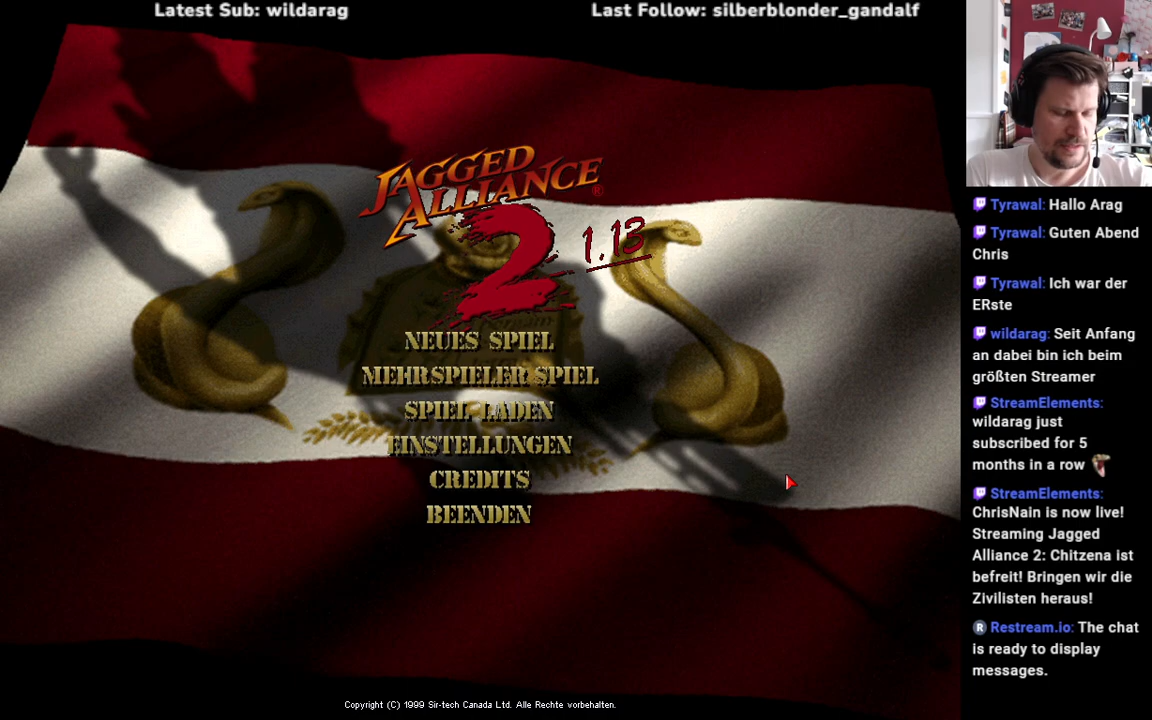 Latest Sub: wildarag
Last Follow: silberblonder_gandalf
JAGGED
ALLIANCE®
2 1.13
NEUES SPIEL
MEHRSPIELER SPIEL
SPIEL LADEN
EINSTELLUNGEN
CREDITS
BEENDEN
Copyright (C) 1999 Sir-tech Canada Ltd. Alle Rechte vorbehalten.
Tyrawal: Hallo Arag
Tyrawal: Guten Abend
Chris
Tyrawal: Ich war der
ERste
wildarag: Seit Anfang
an dabei bin ich beim
größten Streamer
StreamElements:
wildarag just
subscribed for 5
months in a row
StreamElements:
ChrisNain is now live!
Streaming Jagged
Alliance 2: Chitzena ist
befreit! Bringen wir die
Zivilisten heraus!
R Restream.io: The chat
is ready to display
messages.